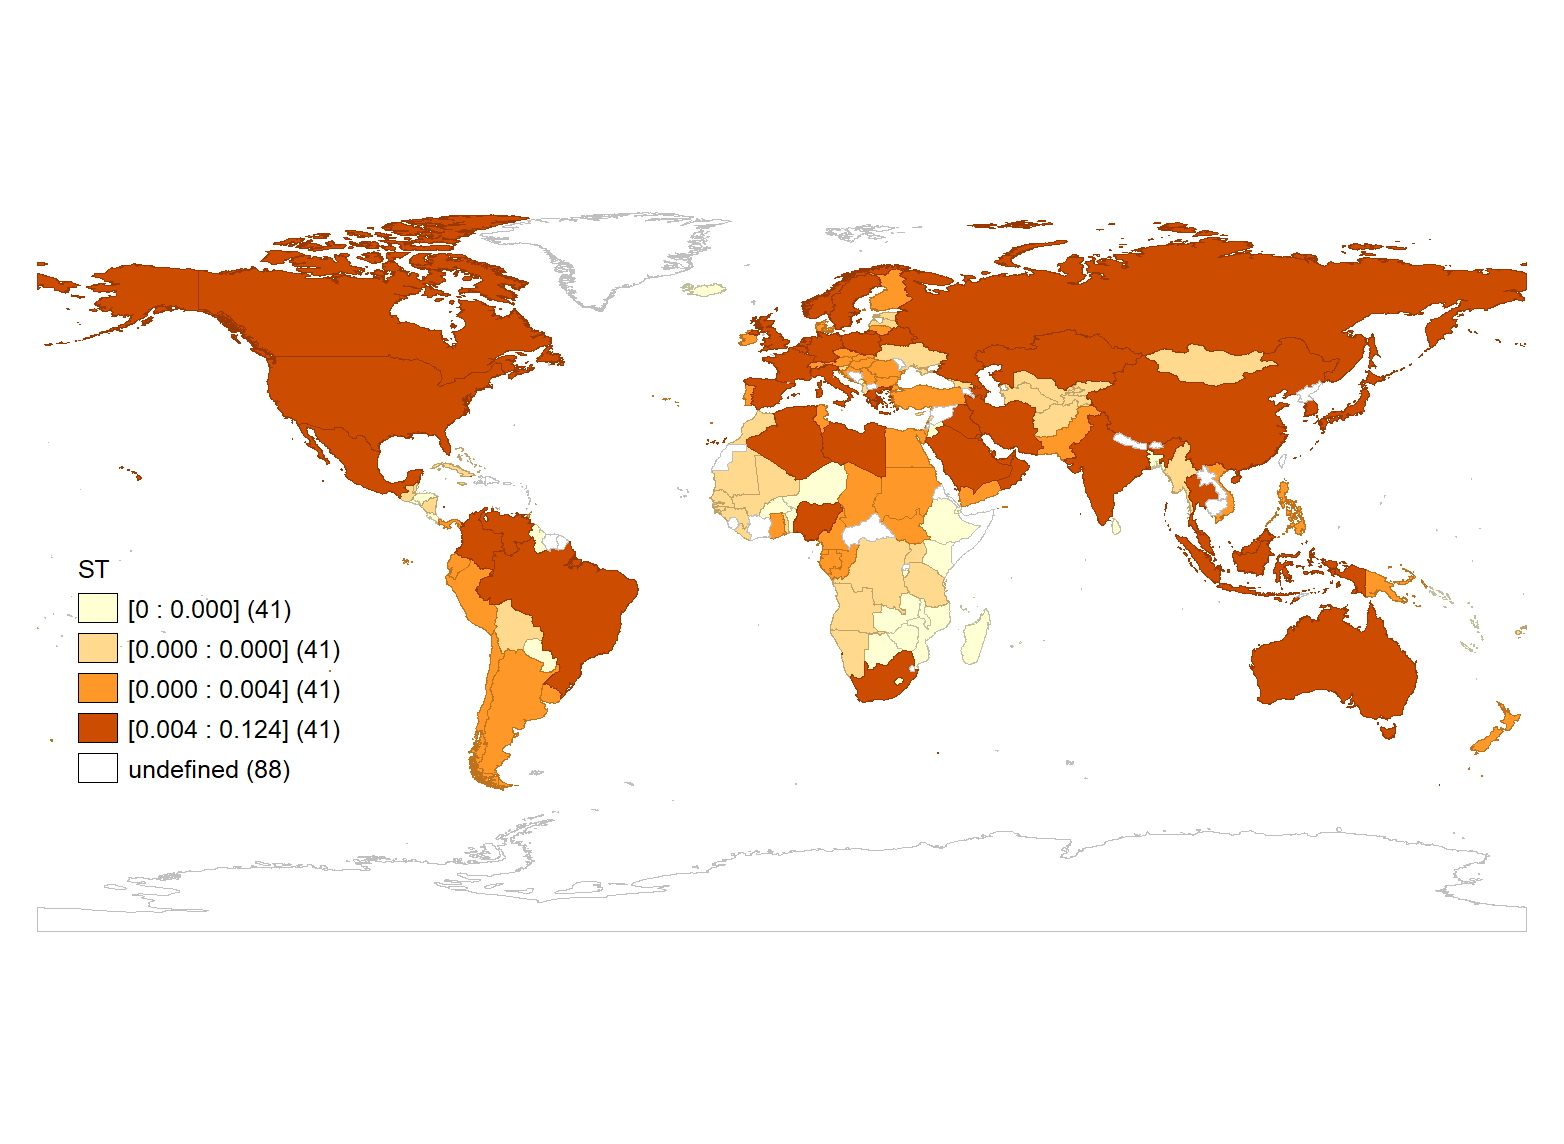 ST
[0 : 0.000] (41)
[0.000 : 0.000] (41)
[0.000 : 0.004] (41)
[0.004 : 0.124] (41)
undefined (88)